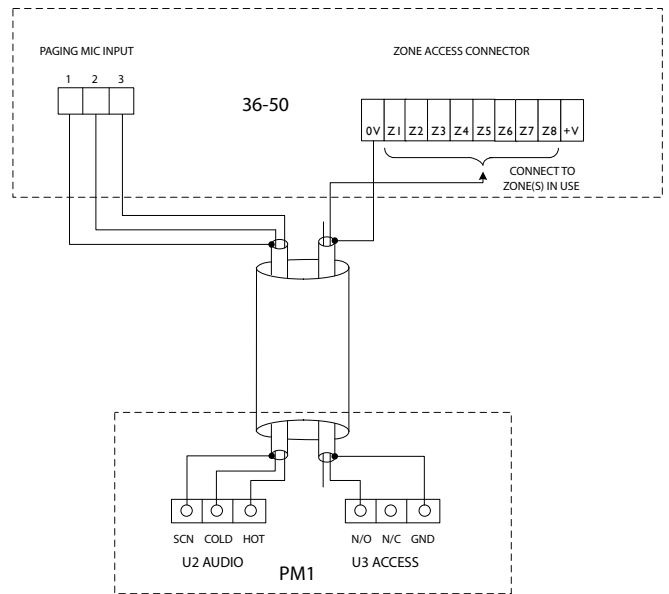 PAGING MIC INPUT
1 2 3
36-50
ZONE ACCESS CONNECTOR
0V Z1 Z2 Z3 Z4 Z5 Z6 Z7 Z8 +V
CONNECT TO
ZONE(S) IN USE
SCN COLD HOT
U2 AUDIO
N/O N/C GND
U3 ACCESS
PM1